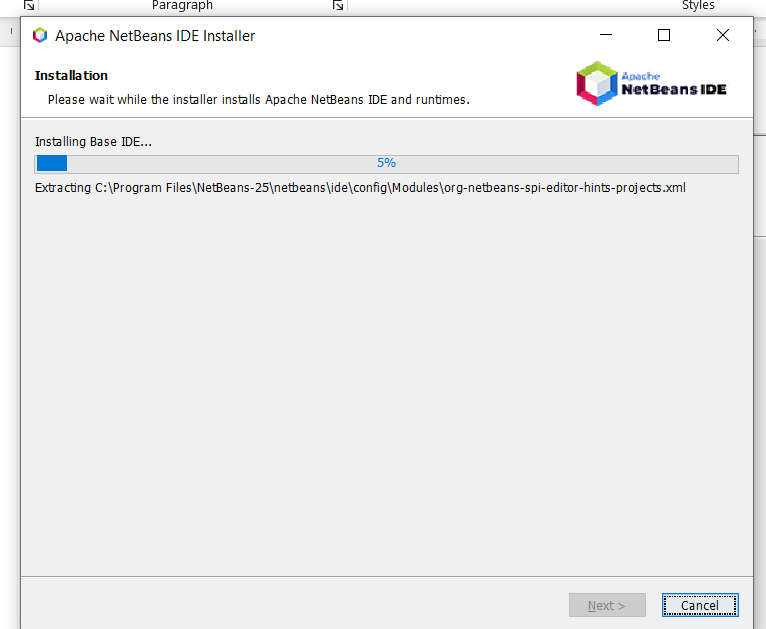 Paragraph
Styles
Apache NetBeans IDE Installer
Installation
Please wait while the installer installs Apache NetBeans IDE and runtimes.
Apache
NetBeans IDE
Installing Base IDE...
5%
Extracting C:\Program Files\NetBeans-25\netbeans\ide\config\Modules\org-netbeans-spi-editor-hints-projects.xml
Next >
Cancel